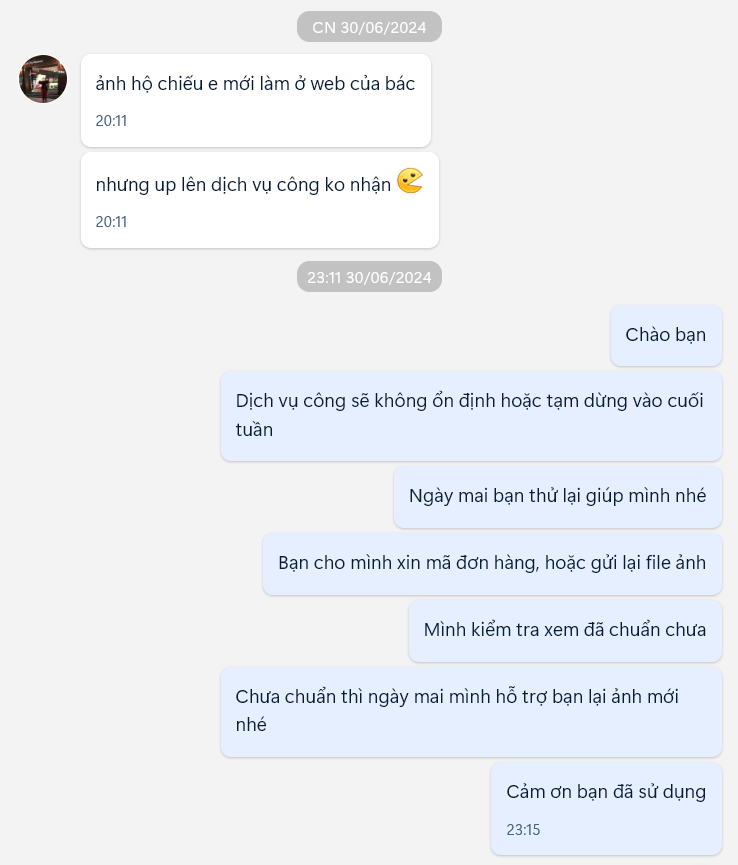 CN 30/06/2024
ảnh hộ chiếu e mới làm ở web của bác
20:11
nhưng up lên dịch vụ công ko nhận
20:11
23:11 30/06/2024
Chào bạn
Dịch vụ công sẽ không ổn định hoặc tạm dừng vào cuối
tuần
Ngày mai bạn thử lại giúp mình nhé
Bạn cho mình xin mã đơn hàng, hoặc gửi lại file ảnh
Mình kiểm tra xem đã chuẩn chưa
Chưa chuẩn thì ngày mai mình hỗ trợ bạn lại ảnh mới
nhé
Cảm ơn bạn đã sử dụng
23:15